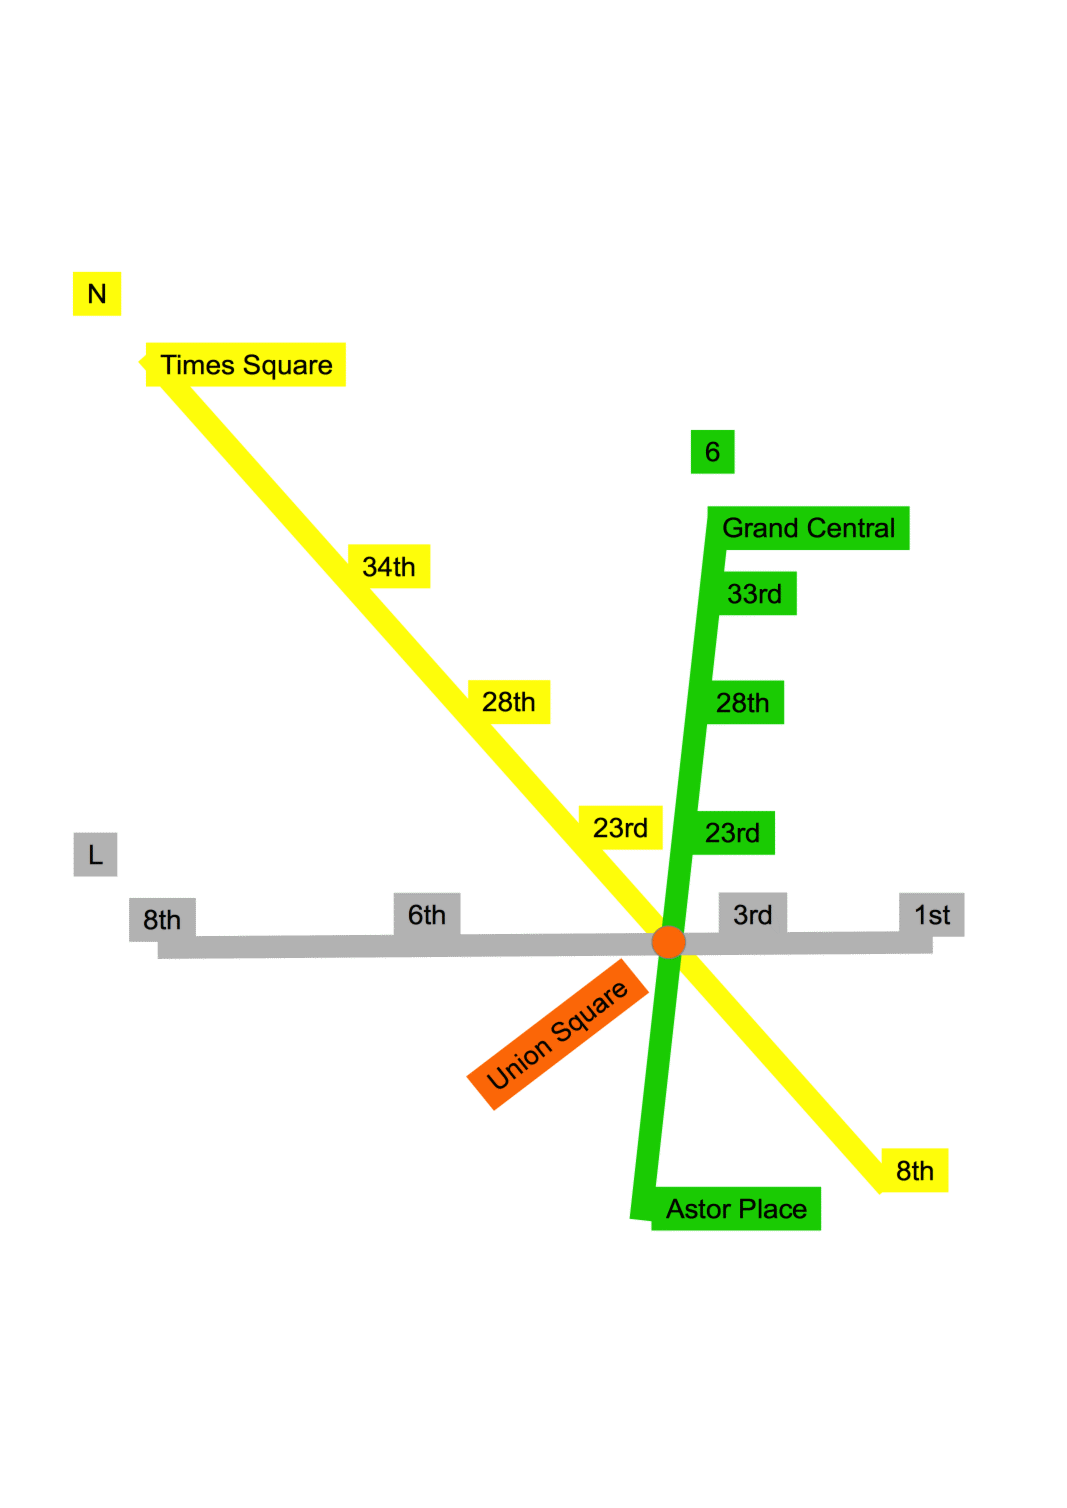 N
Times Square
6
Grand Central
34th
33rd
28th
28th
23rd
23rd
L
8th
6th
3rd
1st
Union Square
8th
Astor Place